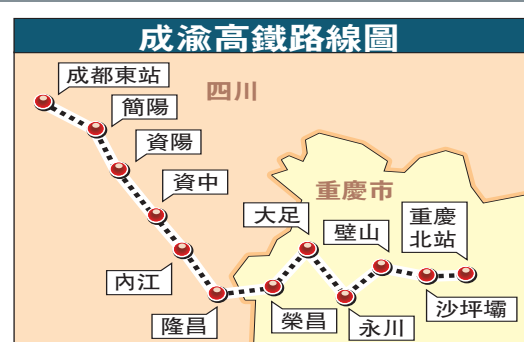 成渝高鐵路線圖
成都東站
四川
簡陽
資陽
資中
重慶市
大足
壁山
重慶
北站
內江
隆昌
榮昌
永川
沙坪壩